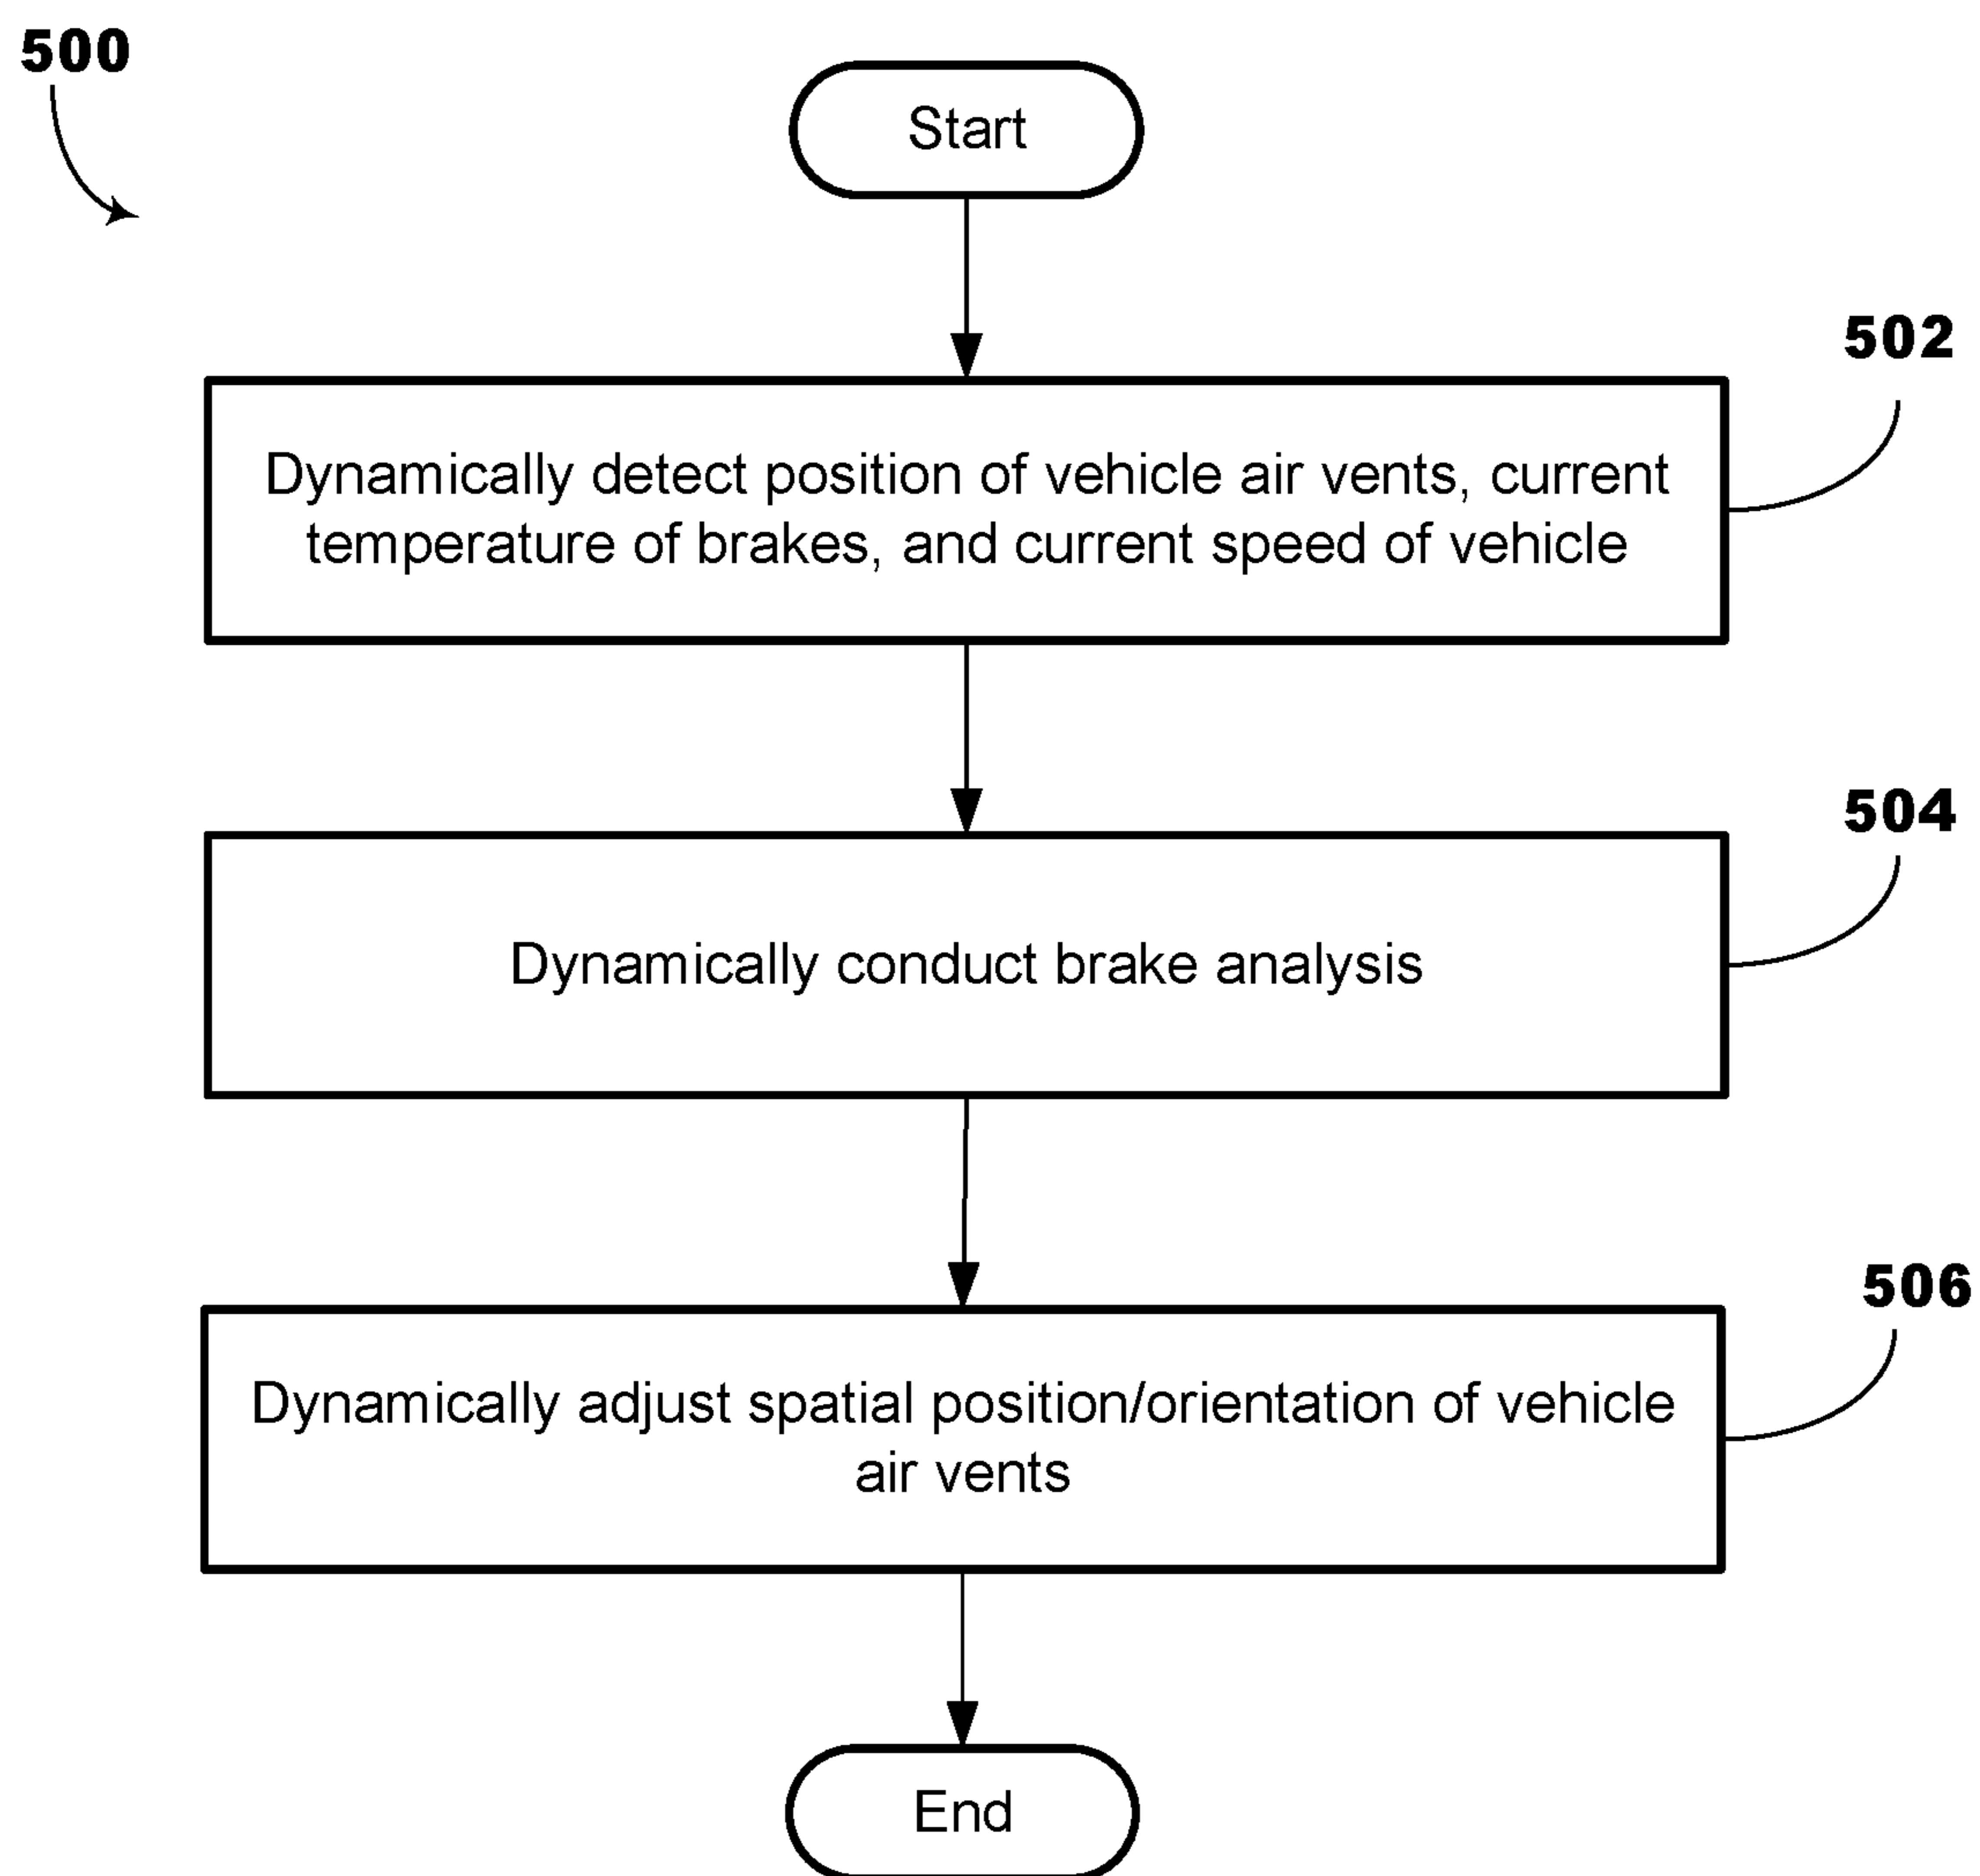 500
Start
502
Dynamically detect position of vehicle air vents, current
temperature of brakes, and current speed of vehicle
504
Dynamically conduct brake analysis
506
Dynamically adjust spatial position/orientation of vehicle
air vents
End